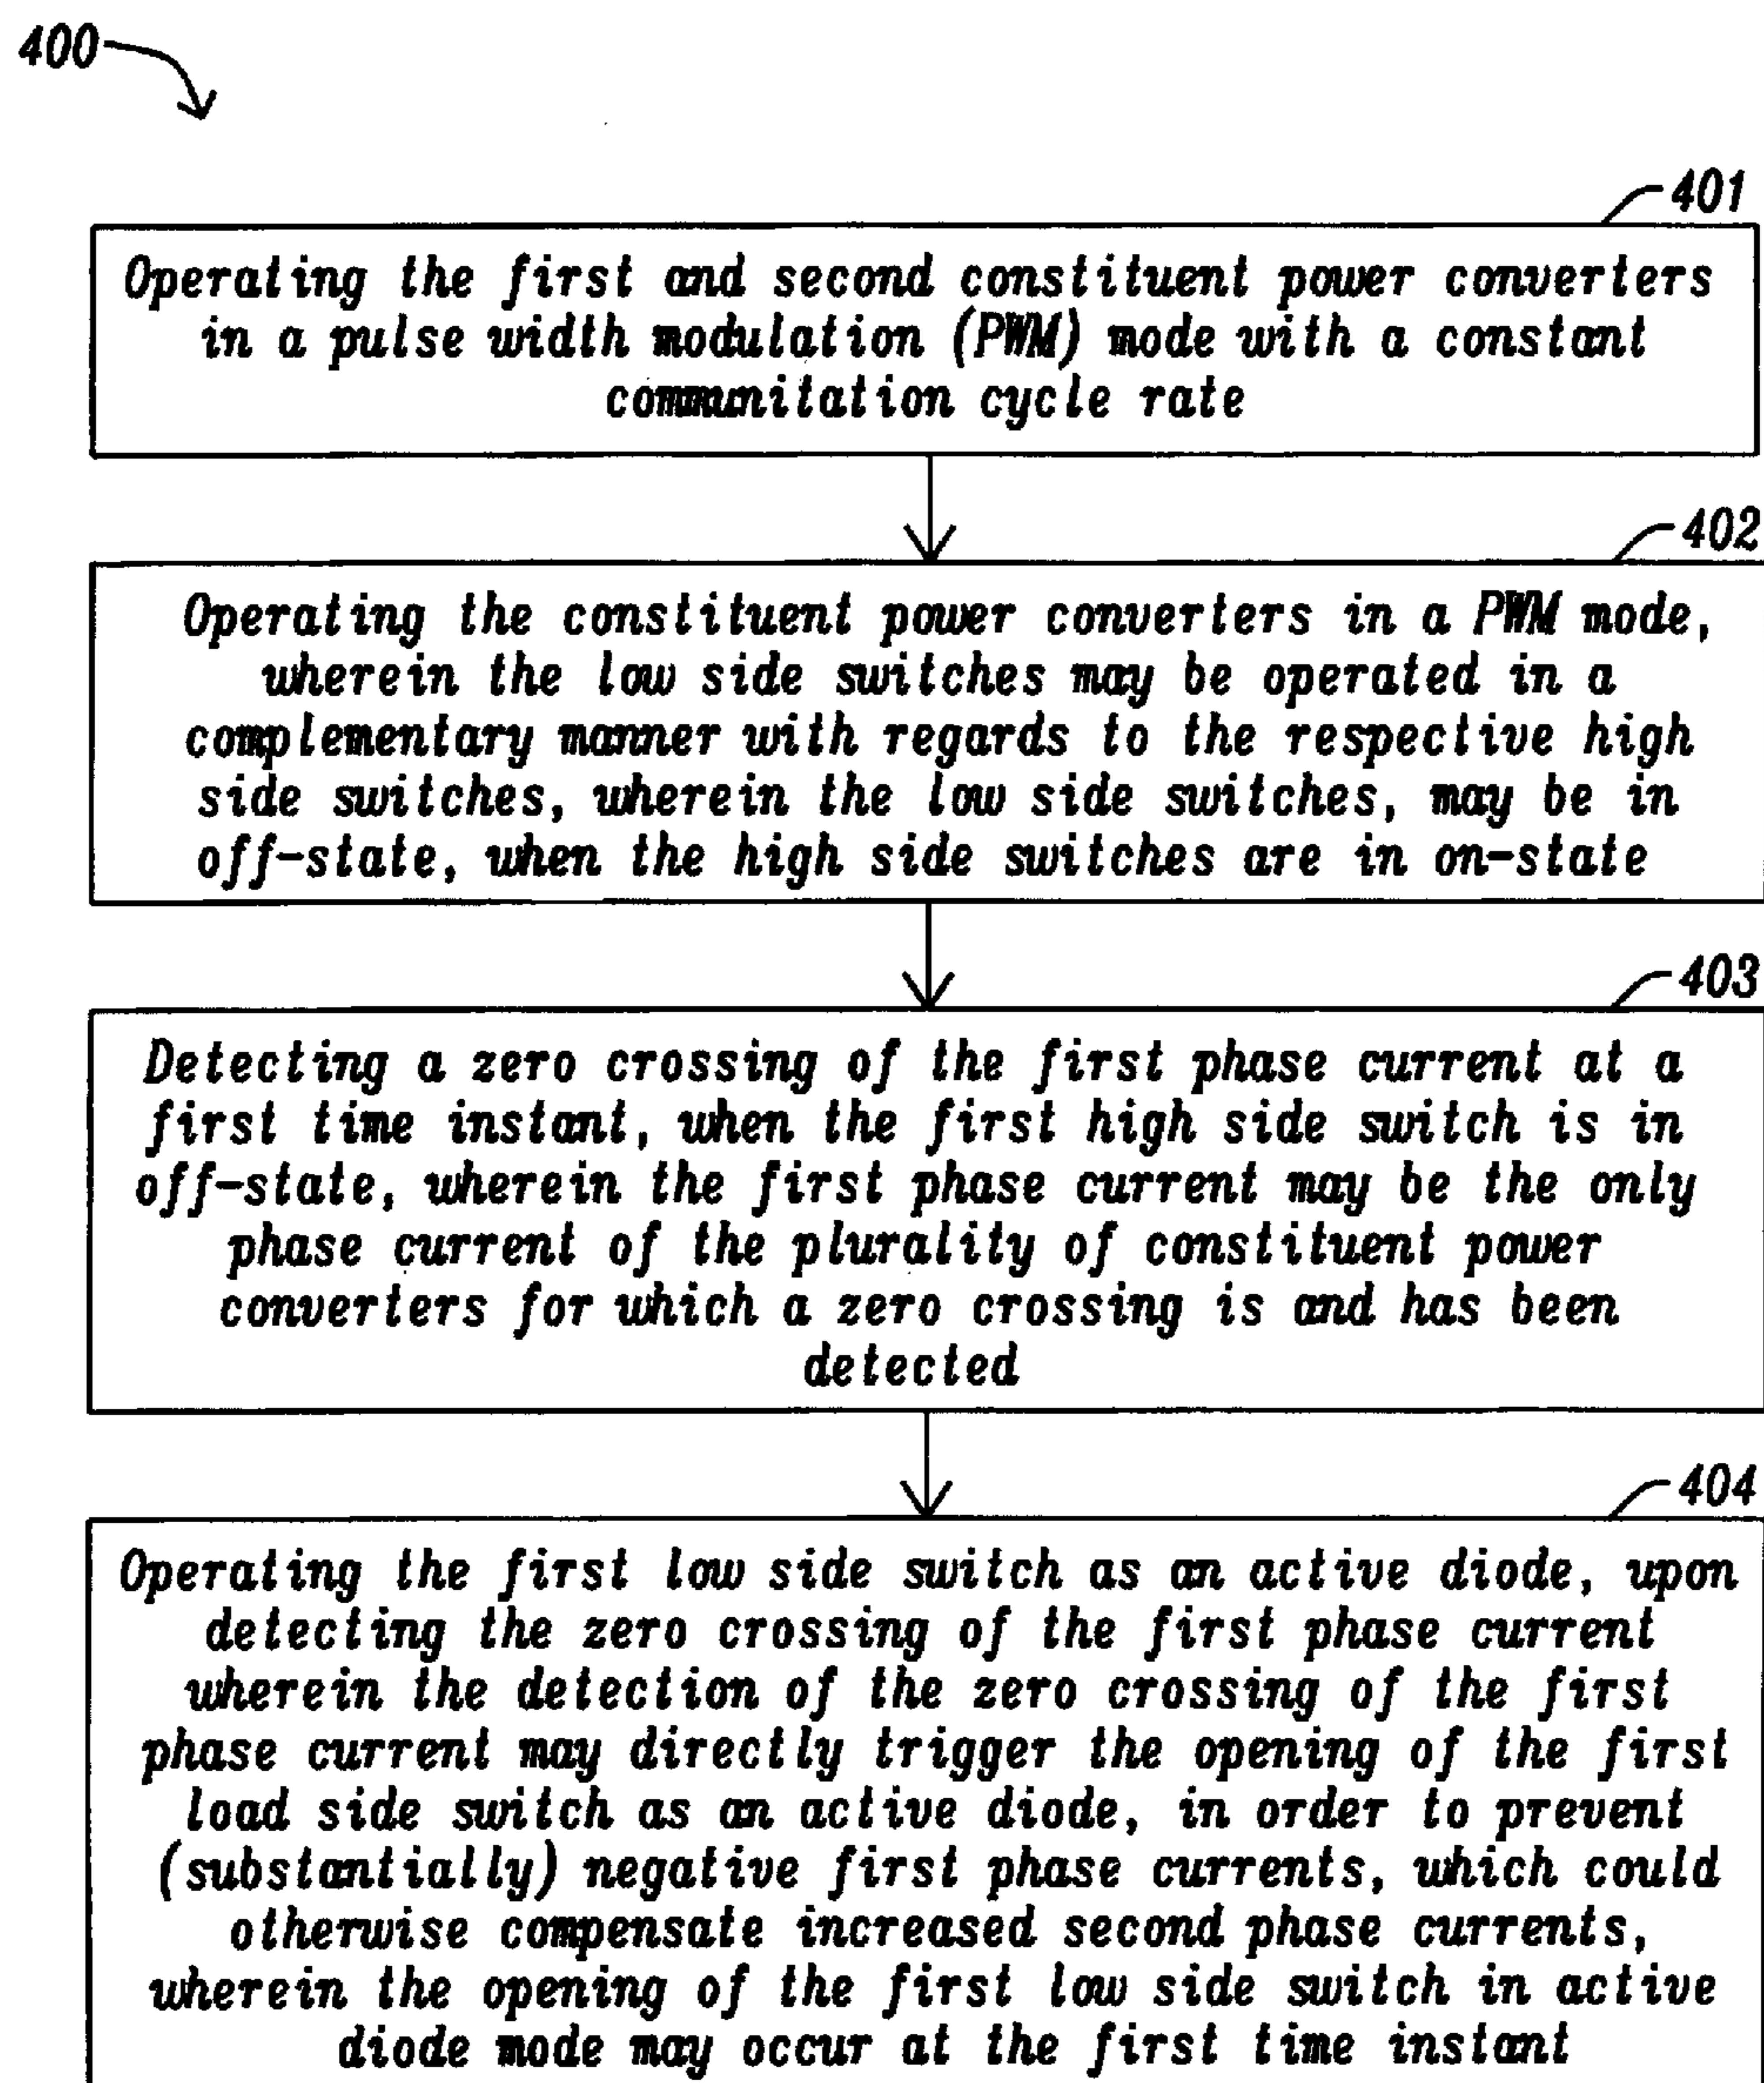 400
401
Operating the first and second constituent power converters
in a pulse width modulation (PWM) mode with a constant
communitation cycle rate
402
Operating the constituent power converters in a PWM mode,
wherein the low side switches may be operated in a
complementary manner with regards to the respective high
side switches, wherein the low side switches, may be in
off-state, when the high side switches are in on-state
403
Detecting a zero crossing of the first phase current at a
first time instant, when the first high side switch is in
off-state, wherein the first phase current may be the only
phase current of the plurality of constituent power
converters for which a zero crossing is and has been
detected
404
Operating the first low side switch as an active diode, upon
detecting the zero crossing of the first phase current
wherein the detection of the zero crossing of the first
phase current may directly trigger the opening of the first
load side switch as an active diode, in order to prevent
(substantially) negative first phase currents, which could
otherwise compensate increased second phase currents,
wherein the opening of the first low side switch in active
diode mode may occur at the first time instant